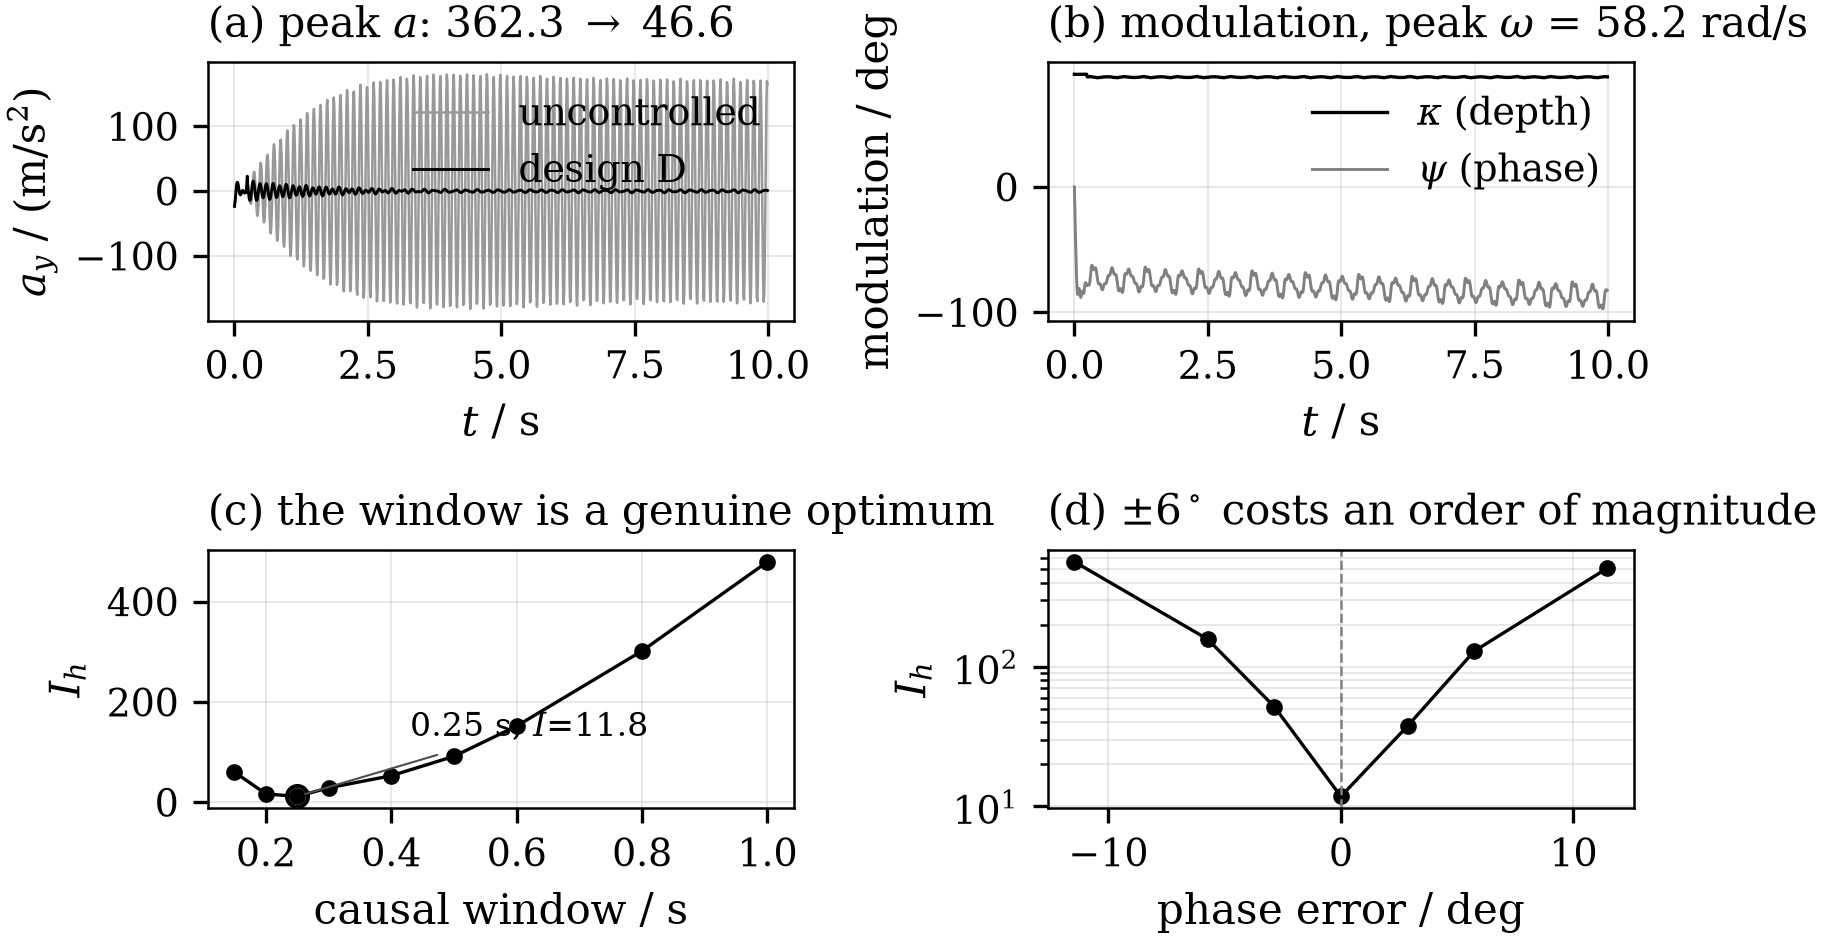 (a) peak a: 362.3 → 46.6
a_y / (m/s²)
100
0
−100
uncontrolled
design D
0.0 2.5 5.0 7.5 10.0
t / s
(b) modulation, peak ω = 58.2 rad/s
modulation / deg
0
−100
κ (depth)
ψ (phase)
0.0 2.5 5.0 7.5 10.0
t / s
(c) the window is a genuine optimum
I_h
400
200
0
0.25 s, I=11.8
0.2 0.4 0.6 0.8 1.0
causal window / s
(d) ±6° costs an order of magnitude
I_h
10²
10¹
−10 0 10
phase error / deg